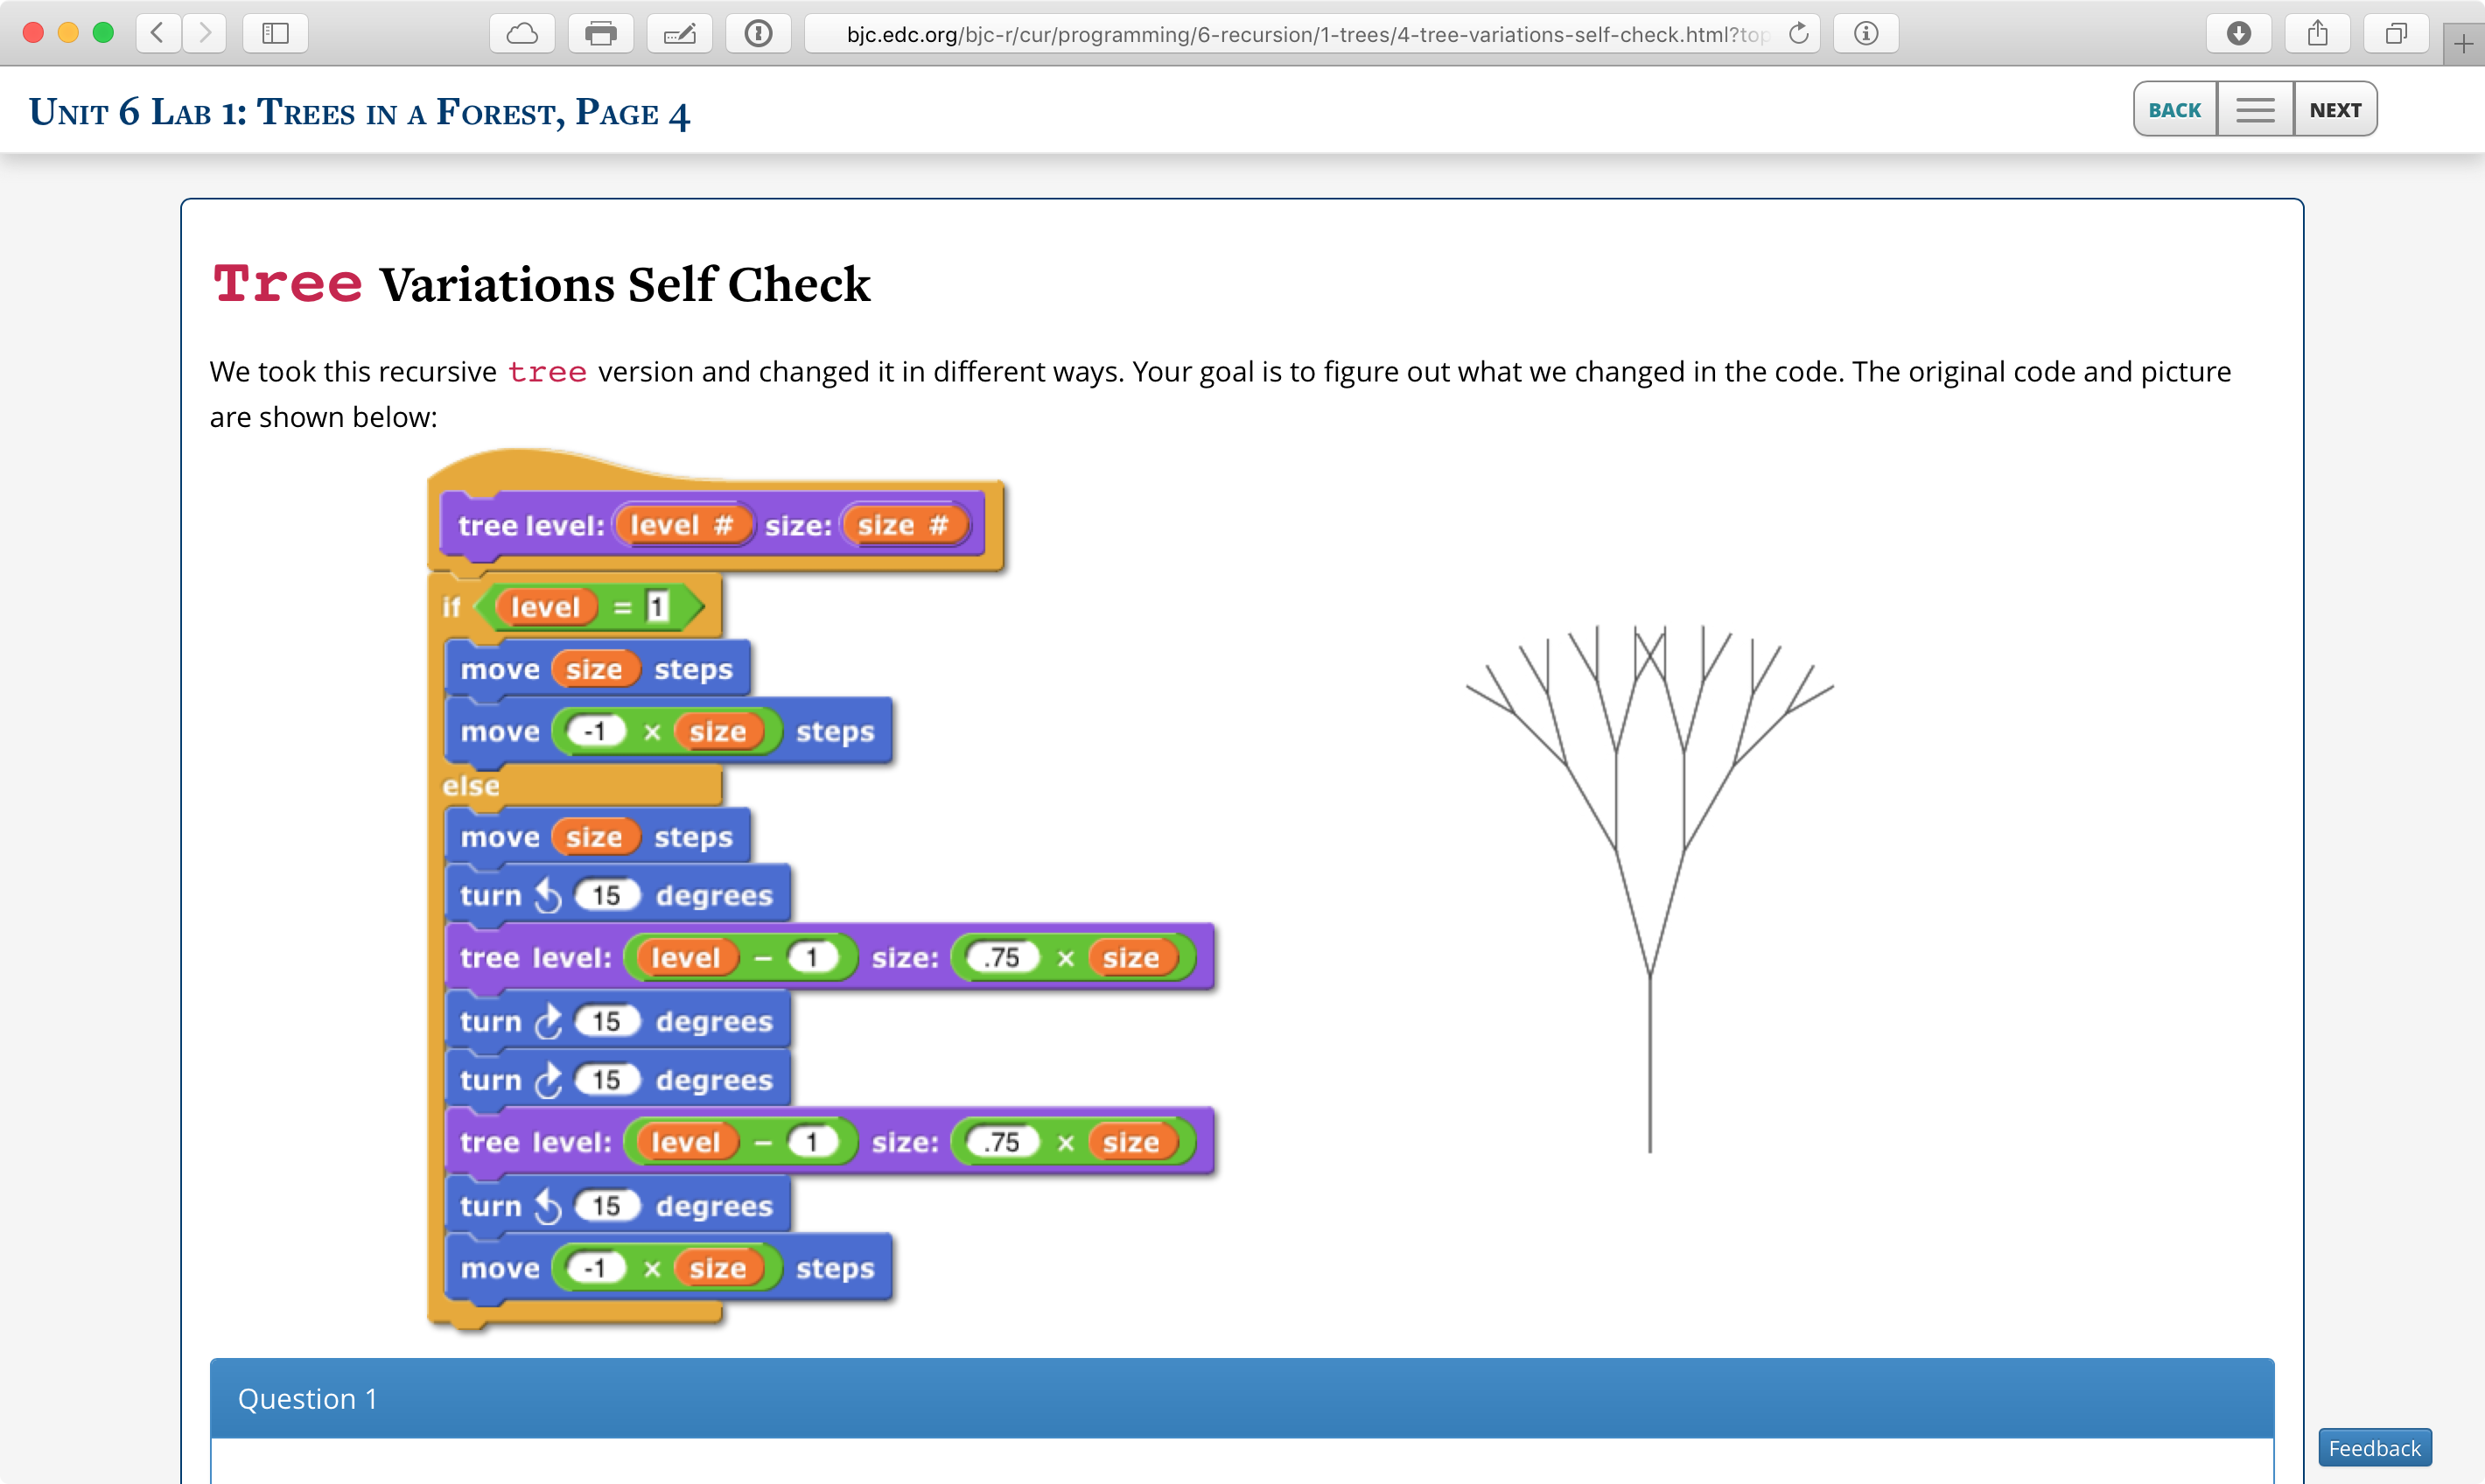 bjc.edc.org/bjc-r/cur/programming/6-recursion/1-trees/4-tree-variations-self-check.html?top
Unit 6 Lab 1: Trees in a Forest, Page 4
BACK
NEXT
Tree Variations Self Check
We took this recursive tree version and changed it in different ways. Your goal is to figure out what we changed in the code. The original code and picture
are shown below:
tree level: level # size: size #
if level = 1
move size steps
move -1 × size steps
else
move size steps
turn ↺ 15 degrees
tree level: level − 1 size: .75 × size
turn ↻ 15 degrees
turn ↻ 15 degrees
tree level: level − 1 size: .75 × size
turn ↺ 15 degrees
move -1 × size steps
Question 1
Feedback